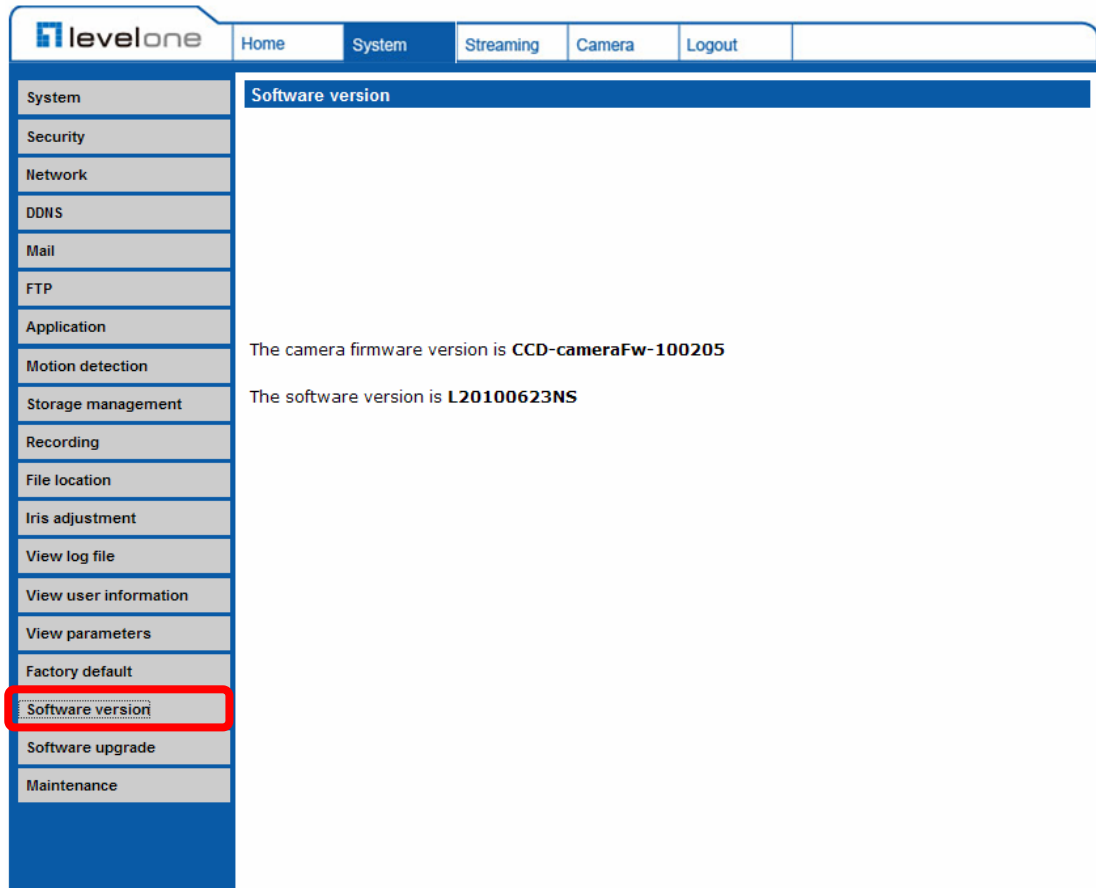 levelone
Home System Streaming Camera Logout
System
Security
Network
DDNS
Mail
FTP
Application
Motion detection
Storage management
Recording
File location
Iris adjustment
View log file
View user information
View parameters
Factory default
Software version
Software upgrade
Maintenance
Software version
The camera firmware version is CCD-cameraFw-100205
The software version is L20100623NS